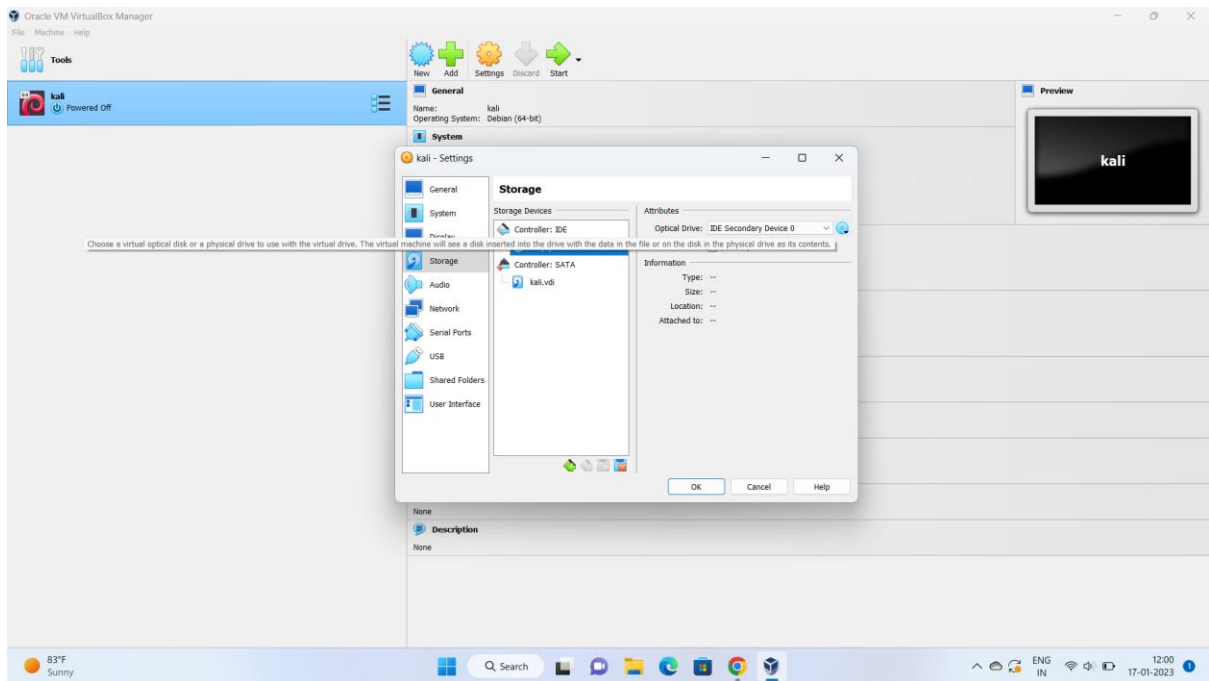 Oracle VM VirtualBox Manager
File Machine Help
Tools
New Add Settings Discard Start
kali
Powered Off
General
Name: kali
Operating System: Debian (64-bit)
System
Preview
kali
kali - Settings
General
System
Display
Storage
Audio
Network
Serial Ports
USB
Shared Folders
User Interface
Storage
Storage Devices
Controller: IDE
Controller: SATA
kali.vdi
Attributes
Optical Drive: IDE Secondary Device 0
Choose a virtual optical disk or a physical drive to use with the virtual drive. The virtual machine will see a disk inserted into the drive with the data in the file or on the disk in the physical drive as its contents.
Information
Type: --
Size: --
Location: --
Attached to: --
OK Cancel Help
None
Description
None
83°F
Sunny
Search
ENG
IN
12:00
17-01-2023
1